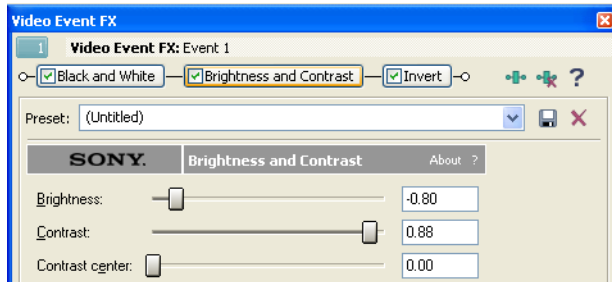 Video Event FX
1 Video Event FX: Event 1
Black and White Brightness and Contrast Invert ?
Preset: (Untitled)
SONY. Brightness and Contrast About ?
Brightness: -0.80
Contrast: 0.88
Contrast center: 0.00